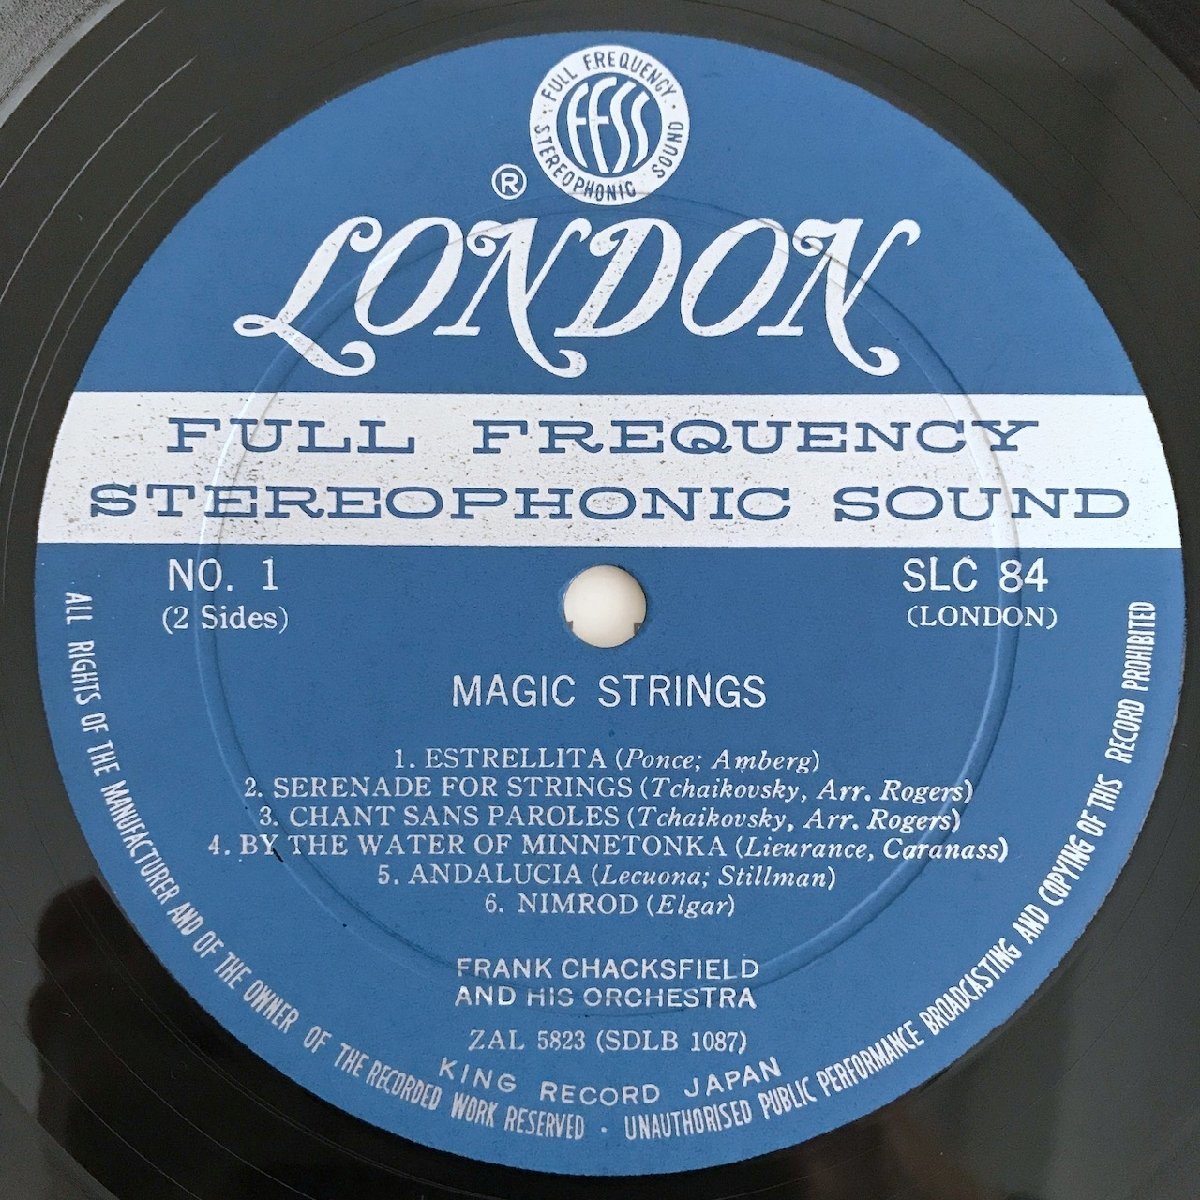 FULL FREQUENCY
STEREOPHONIC SOUND
FFSS
®
LONDON
FULL FREQUENCY
STEREOPHONIC SOUND
NO. 1
(2 Sides)
SLC 84
(LONDON)
MAGIC STRINGS
1. ESTRELLITA (Ponce; Amberg)
2. SERENADE FOR STRINGS (Tchaikovsky, Arr. Rogers)
3. CHANT SANS PAROLES (Tchaikovsky, Arr. Rogers)
4. BY THE WATER OF MINNETONKA (Lieurance, Caranass)
5. ANDALUCIA (Lecuona; Stillman)
6. NIMROD (Elgar)
FRANK CHACKSFIELD
AND HIS ORCHESTRA
ZAL 5823 (SDLB 1087)
KING RECORD JAPAN
ALL RIGHTS OF THE MANUFACTURER AND OF THE OWNER OF THE RECORDED WORK RESERVED · UNAUTHORISED PUBLIC PERFORMANCE BROADCASTING AND COPYING OF THIS RECORD PROHIBITED